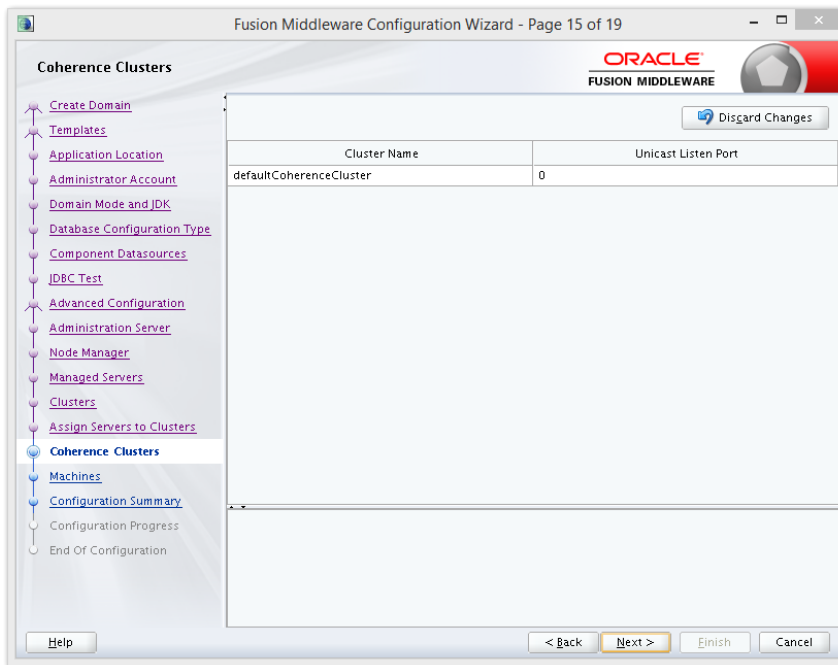 Fusion Middleware Configuration Wizard - Page 15 of 19
Coherence Clusters
ORACLE
FUSION MIDDLEWARE
Create Domain
Templates
Application Location
Administrator Account
Domain Mode and JDK
Database Configuration Type
Component Datasources
JDBC Test
Advanced Configuration
Administration Server
Node Manager
Managed Servers
Clusters
Assign Servers to Clusters
Coherence Clusters
Machines
Configuration Summary
Configuration Progress
End Of Configuration
Discard Changes
Cluster Name Unicast Listen Port
defaultCoherenceCluster 0
Help < Back Next > Finish Cancel